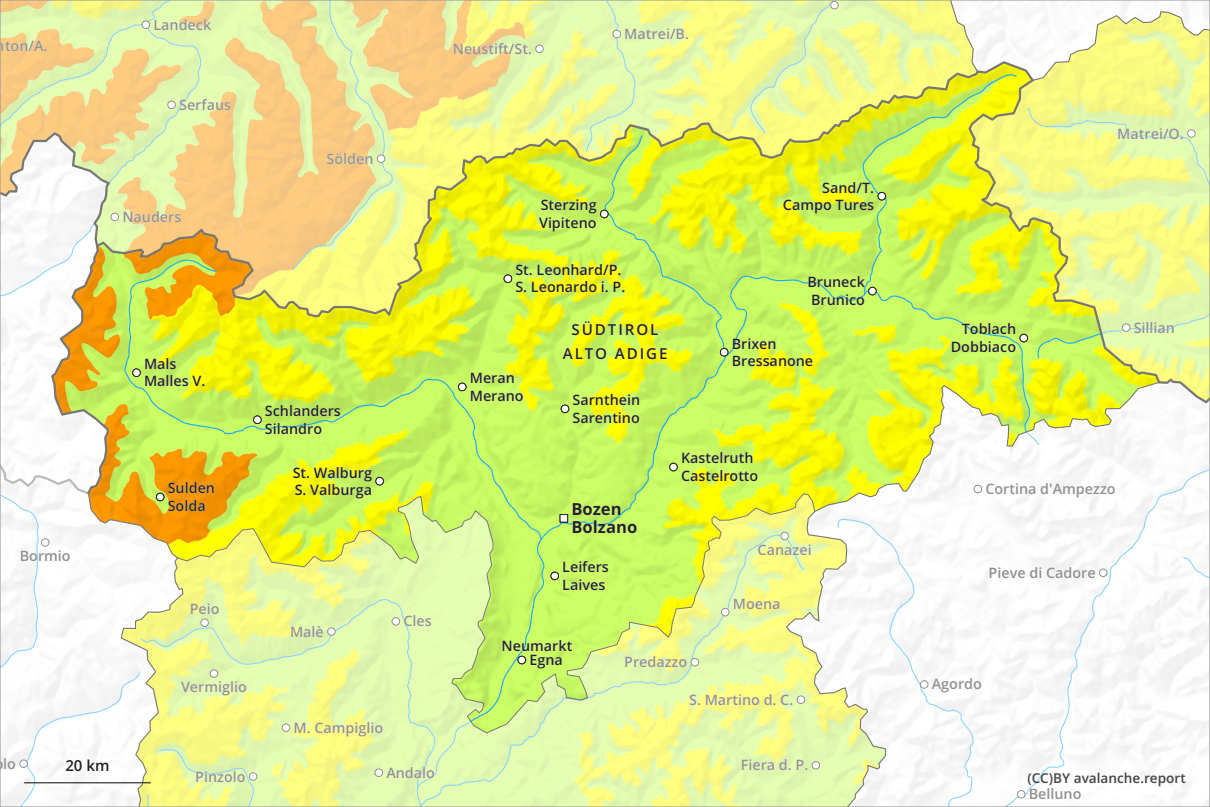 Landeck
nton/A.
Neustift/St.
Matrei/B.
Serfaus
Matrei/O.
Sölden
Sand/T.
Campo Tures
Sterzing
Vipiteno
Nauders
St. Leonhard/P.
S. Leonardo i. P.
Bruneck
Brunico
SÜDTIROL
ALTO ADIGE
Toblach
Dobbiaco
Sillian
Brixen
Bressanone
Mals
Malles V.
Meran
Merano
Sarnthein
Sarentino
Schlanders
Silandro
Kastelruth
Castelrotto
St. Walburg
S. Valburga
Sulden
Solda
Cortina d'Ampezzo
Bozen
Bolzano
Bormio
Canazei
Leifers
Laives
Pieve di Cadore
Peio
Moena
Malè
Cles
Neumarkt
Egna
Predazzo
Vermiglio
Agordo
S. Martino d. C.
M. Campiglio
olo
20 km
Pinzolo
Andalo
Fiera d. P.
(CC)BY avalanche.report
Belluno